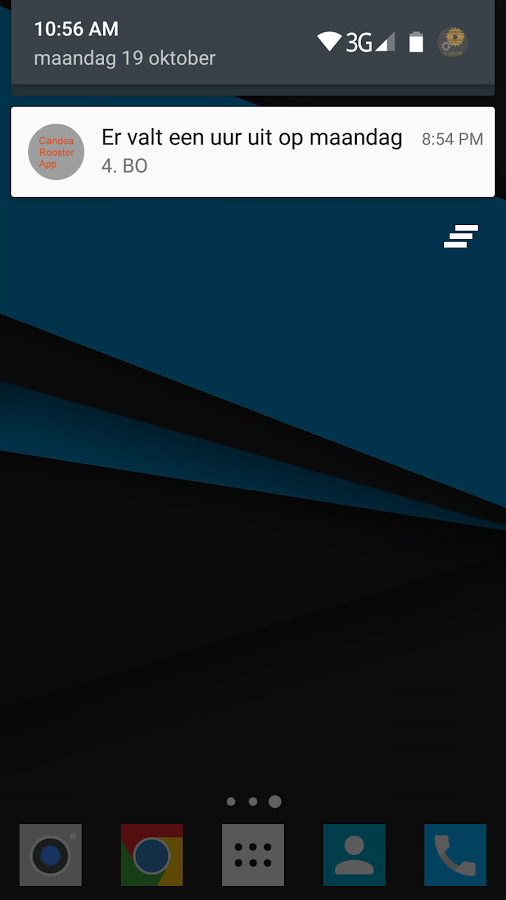 10:56 AM
maandag 19 oktober
3G
Candea
Rooster
App
Er valt een uur uit op maandag
8:54 PM
4. BO